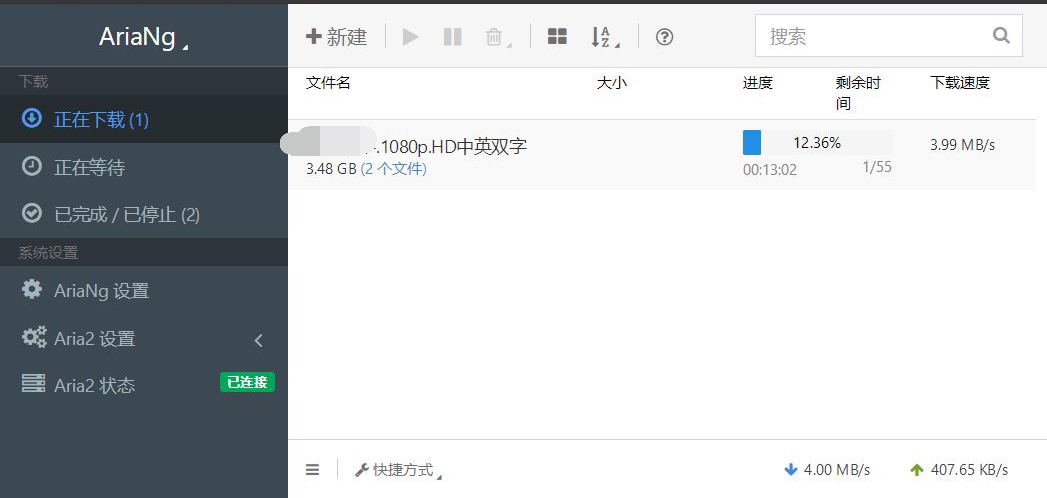 AriaNg
新建
搜索
下载
文件名 大小 进度 剩余时间 下载速度
正在下载 (1)
.1080p.HD中英双字
12.36%
3.99 MB/s
3.48 GB (2 个文件)
00:13:02
1/55
正在等待
已完成 / 已停止 (2)
系统设置
AriaNg 设置
Aria2 设置
Aria2 状态
已连接
快捷方式
4.00 MB/s
407.65 KB/s